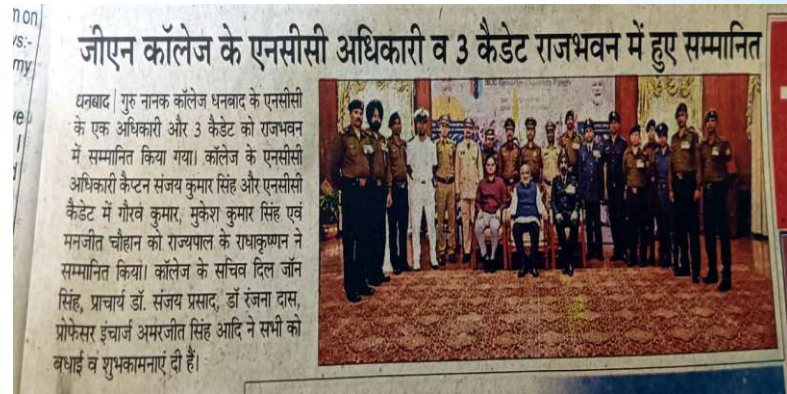 m on
/s:-
my
जीएन कॉलेज के एनसीसी अधिकारी व 3 कैडेट राजभवन में हुए सम्मानित
धनबाद | गुरु नानक कॉलेज धनबाद के एनसीसी
के एक अधिकारी और 3 कैडेट को राजभवन
में सम्मानित किया गया। कॉलेज के एनसीसी
अधिकारी कैप्टन संजय कुमार सिंह और एनसीसी
कैडेट में गौरव कुमार, मुकेश कुमार सिंह एवं
मनजीत चौहान को राज्यपाल के राधाकृष्णन ने
सम्मानित किया। कॉलेज के सचिव दिल जॉन
सिंह, प्राचार्य डॉ. संजय प्रसाद, डॉ रंजना दास,
प्रोफेसर इंचार्ज अमरजीत सिंह आदि ने सभी को
बधाई व शुभकामनाएं दी हैं।